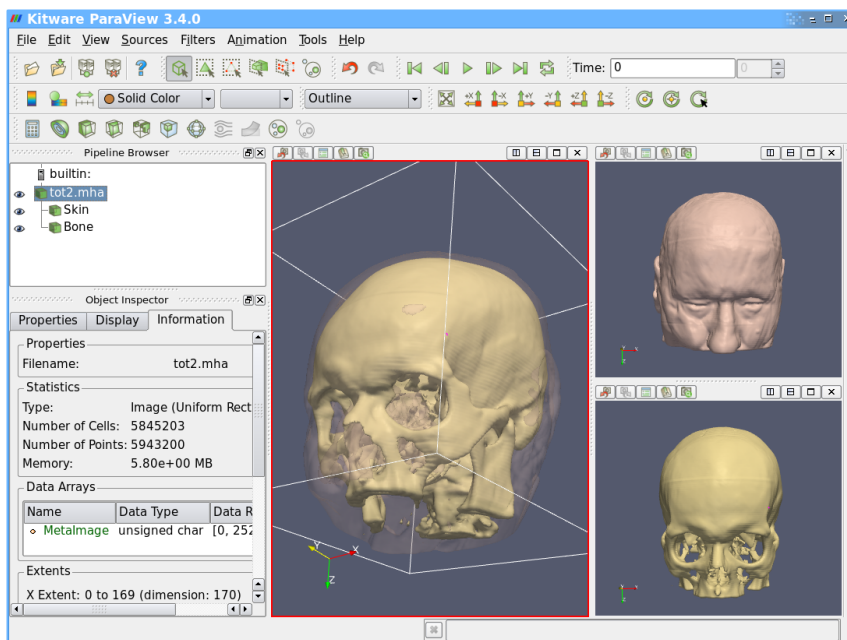 Kitware ParaView 3.4.0
File Edit View Sources Filters Animation Tools Help
Time: 0 0
Solid Color Outline
Pipeline Browser
builtin:
tot2.mha
Skin
Bone
Object Inspector
Properties Display Information
Properties
Filename: tot2.mha
Statistics
Type: Image (Uniform Rect
Number of Cells: 5845203
Number of Points: 5943200
Memory: 5.80e+00 MB
Data Arrays
Name Data Type Data R
MetaImage unsigned char [0, 252
Extents
X Extent: 0 to 169 (dimension: 170)
Y X
Z